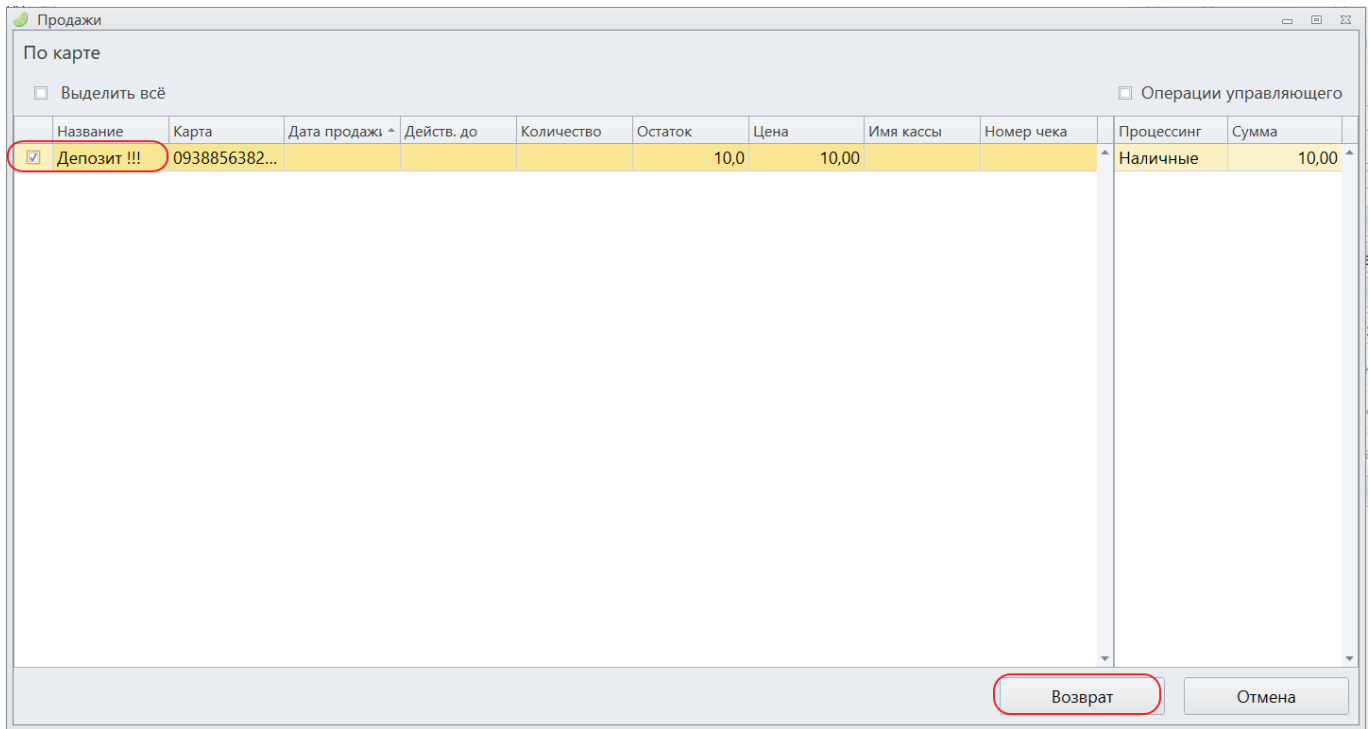 Продажи
По карте
Выделить всё Операции управляющего
Название Карта Дата продажи Действ. до Количество Остаток Цена Имя кассы Номер чека Процессинг Сумма
Депозит !!! 0938856382... 10,0 10,00 Наличные 10,00
Возврат Отмена